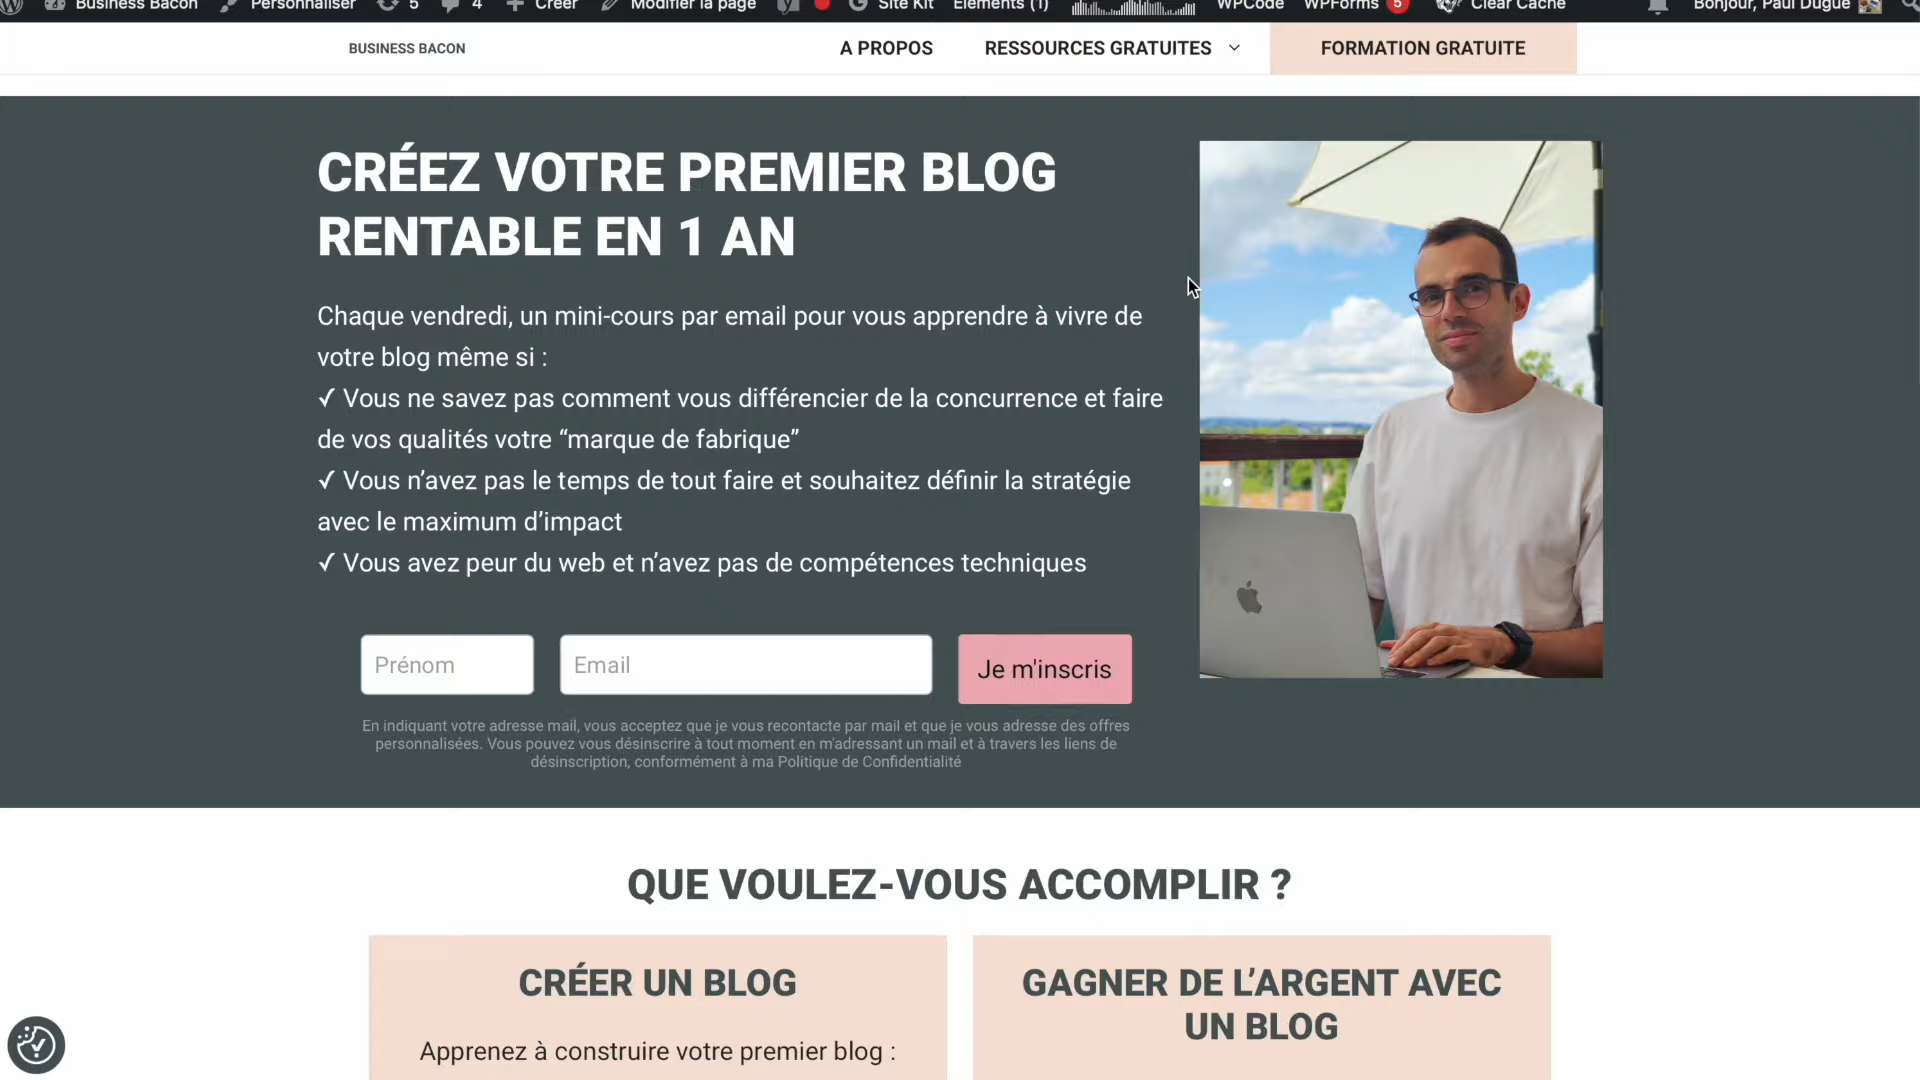 Business Bacon Personnaliser 5 4 Créer Modifier la page Site Kit Éléments (1) WPCode WPForms 5 Clear Cache Bonjour, Paul Dugué
BUSINESS BACON A PROPOS RESSOURCES GRATUITES FORMATION GRATUITE
CRÉEZ VOTRE PREMIER BLOG
RENTABLE EN 1 AN
Chaque vendredi, un mini-cours par email pour vous apprendre à vivre de
votre blog même si :
✓ Vous ne savez pas comment vous différencier de la concurrence et faire
de vos qualités votre “marque de fabrique”
✓ Vous n’avez pas le temps de tout faire et souhaitez définir la stratégie
avec le maximum d’impact
✓ Vous avez peur du web et n’avez pas de compétences techniques
Prénom Email Je m'inscris
En indiquant votre adresse mail, vous acceptez que je vous recontacte par mail et que je vous adresse des offres
personnalisées. Vous pouvez vous désinscrire à tout moment en m'adressant un mail et à travers les liens de
désinscription, conformément à ma Politique de Confidentialité
QUE VOULEZ-VOUS ACCOMPLIR ?
CRÉER UN BLOG
Apprenez à construire votre premier blog :
GAGNER DE L’ARGENT AVEC
UN BLOG